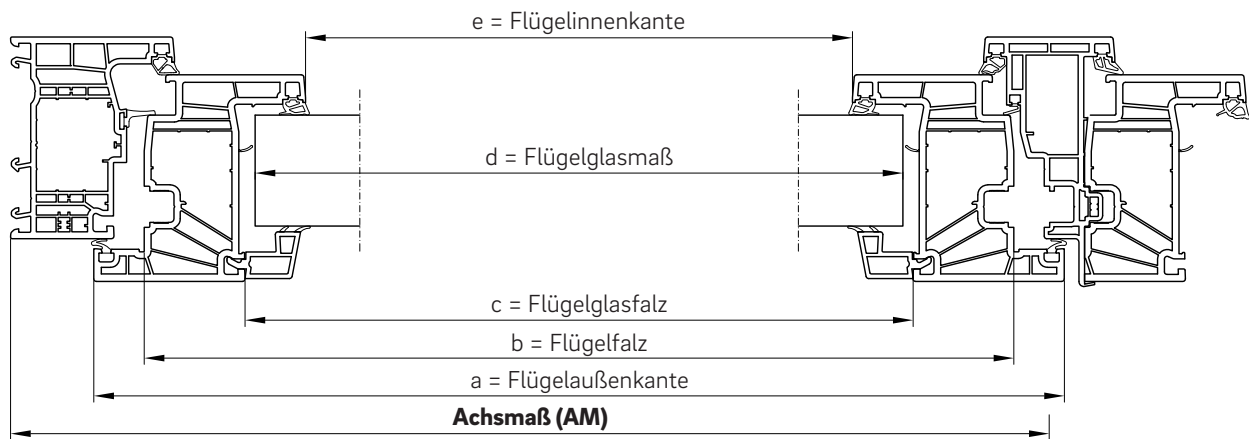 e = Flügelinnenkante
d = Flügelglasmaß
c = Flügelglasfalz
b = Flügelfalz
a = Flügelaußenkante
Achsmaß (AM)